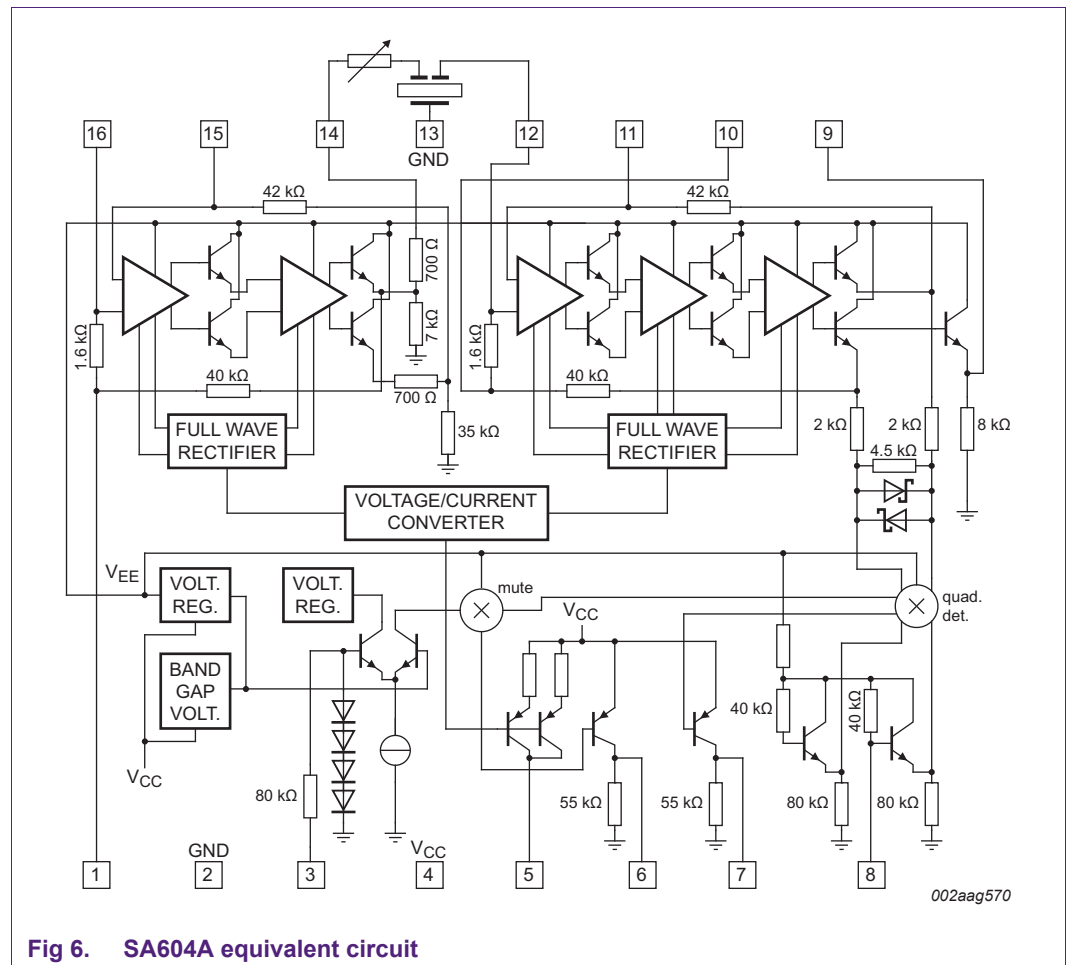 16
15
14
13
GND
12
11
10
9
42 kΩ
42 kΩ
700 Ω
7 kΩ
1.6 kΩ
1.6 kΩ
40 kΩ
700 Ω
40 kΩ
35 kΩ
2 kΩ
2 kΩ
8 kΩ
4.5 kΩ
FULL WAVE
RECTIFIER
FULL WAVE
RECTIFIER
VOLTAGE/CURRENT
CONVERTER
VEE
VOLT.
REG.
VOLT.
REG.
mute
quad.
det.
VCC
BAND
GAP
VOLT.
VCC
40 kΩ
40 kΩ
80 kΩ
55 kΩ
55 kΩ
80 kΩ
80 kΩ
1
GND
2
3
VCC
4
5
6
7
8
002aag570
Fig 6. SA604A equivalent circuit